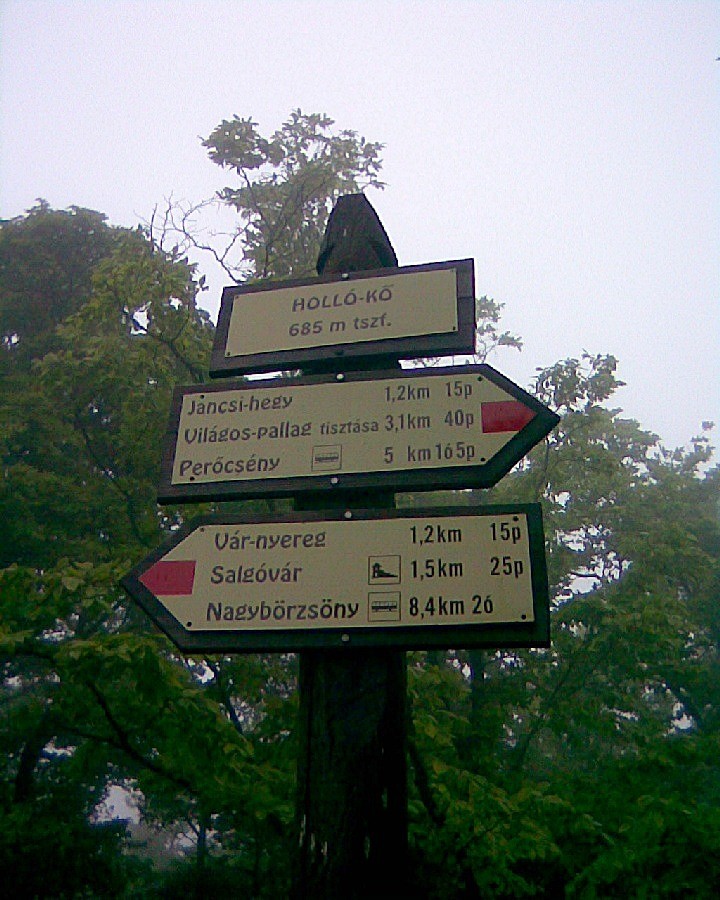 HOLLÓ-KŐ
685 m tszf.
Jancsi-hegy 1,2km 15p
Világos-pallag tisztása 3,1km 40p
Perőcsény 5 km 1ó 5p
Vár-nyereg 1,2km 15p
Salgóvár 1,5km 25p
Nagybörzsöny 8,4km 2ó